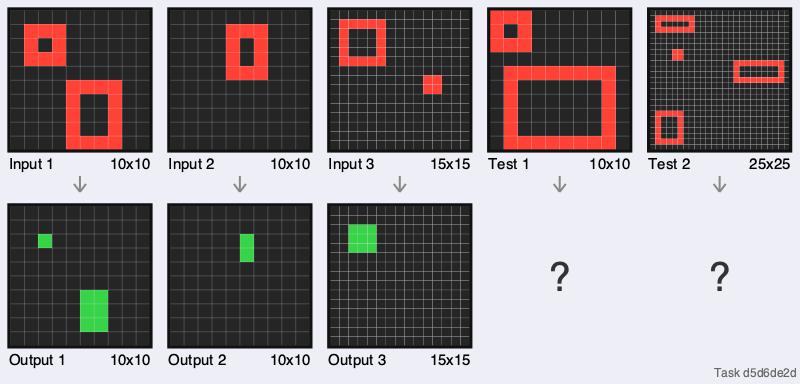 Input 1 10x10
Input 2 10x10
Input 3 15x15
Test 1 10x10
Test 2 25x25
?
?
Output 1 10x10
Output 2 10x10
Output 3 15x15
Task d5d6de2d